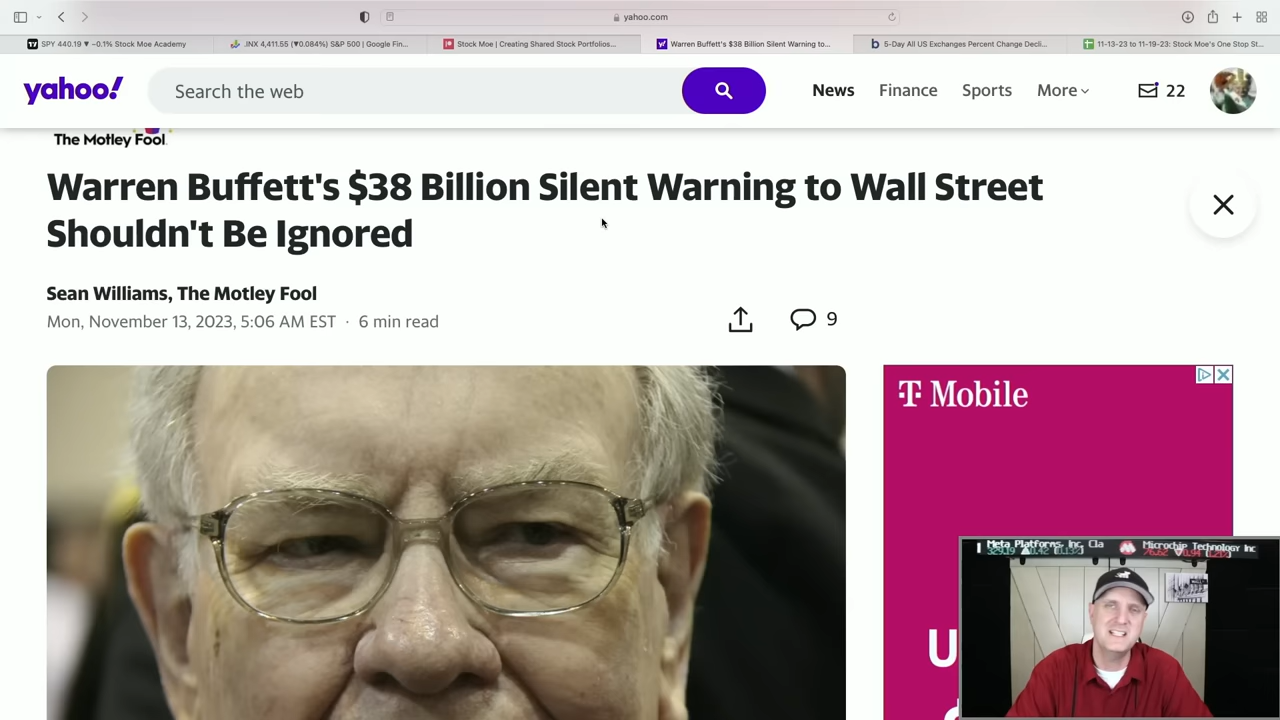 yahoo.com
SPY 440.19 ▼ −0.1% Stock Moe Academy
.INX 4,411.55 (▼0.084%) S&P 500 | Google Fin...
Stock Moe | Creating Shared Stock Portfolios...
Warren Buffett's $38 Billion Silent Warning to...
5-Day All US Exchanges Percent Change Decli...
11-13-23 to 11-19-23: Stock Moe's One Stop St...
yahoo!
Search the web
News
Finance
Sports
More
22
The Motley Fool
Warren Buffett's $38 Billion Silent Warning to Wall Street
Shouldn't Be Ignored
Sean Williams, The Motley Fool
Mon, November 13, 2023, 5:06 AM EST · 6 min read
9
T Mobile
U
Meta Platforms, Inc. Cla
Microchip Technology Inc
329.19